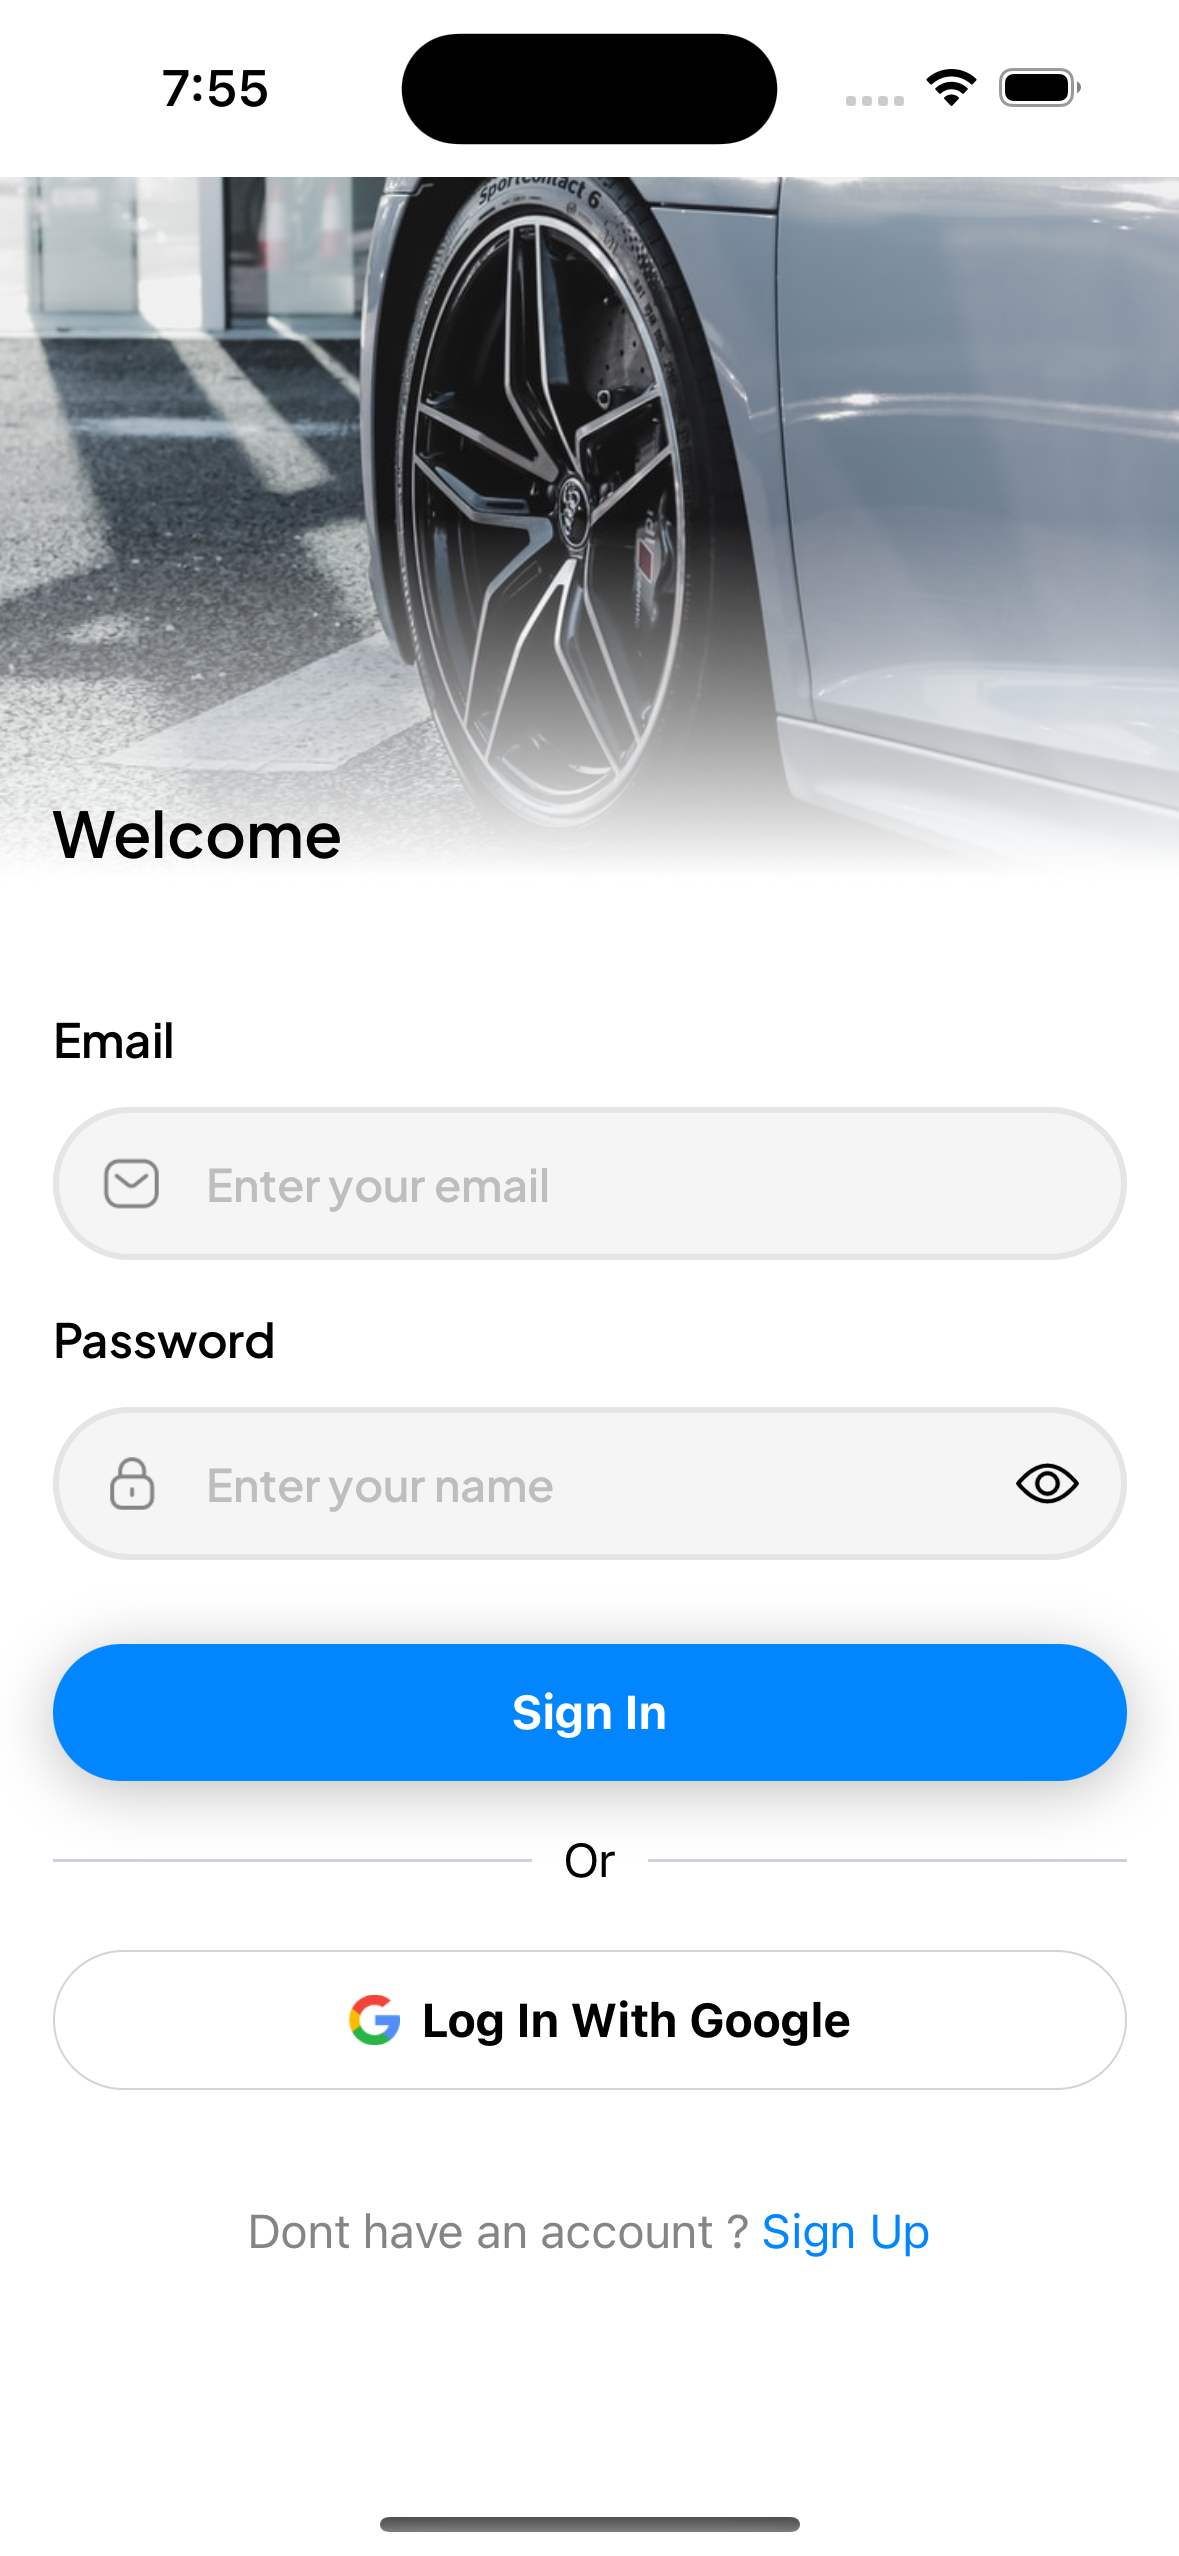 7:55
SportContact 6
Welcome
Email
Enter your email
Password
Enter your name
Sign In
Or
Log In With Google
Dont have an account ? Sign Up